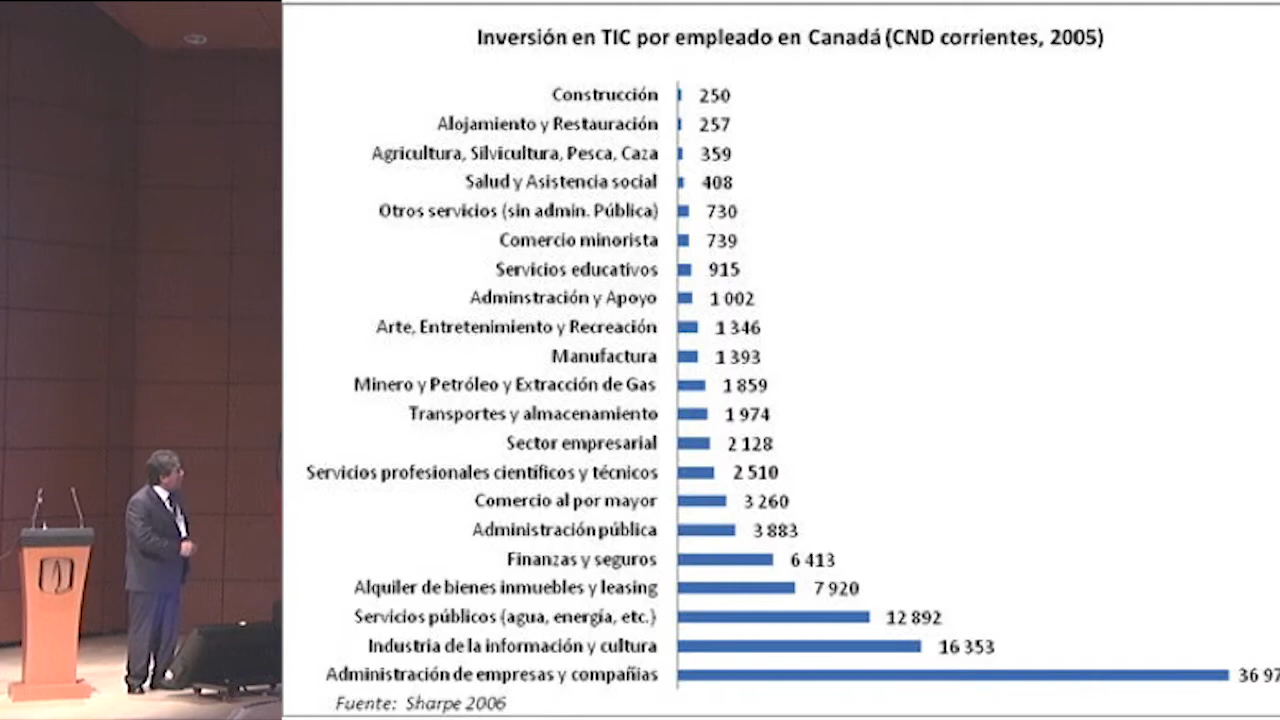 Inversión en TIC por empleado en Canadá (CND corrientes, 2005)
Construcción 250
Alojamiento y Restauración 257
Agricultura, Silvicultura, Pesca, Caza 359
Salud y Asistencia social 408
Otros servicios (sin admin. Pública) 730
Comercio minorista 739
Servicios educativos 915
Adminstración y Apoyo 1 002
Arte, Entretenimiento y Recreación 1 346
Manufactura 1 393
Minero y Petróleo y Extracción de Gas 1 859
Transportes y almacenamiento 1 974
Sector empresarial 2 128
Servicios profesionales científicos y técnicos 2 510
Comercio al por mayor 3 260
Administración pública 3 883
Finanzas y seguros 6 413
Alquiler de bienes inmuebles y leasing 7 920
Servicios públicos (agua, energía, etc.) 12 892
Industria de la información y cultura 16 353
Administración de empresas y compañias 36 97
Fuente: Sharpe 2006